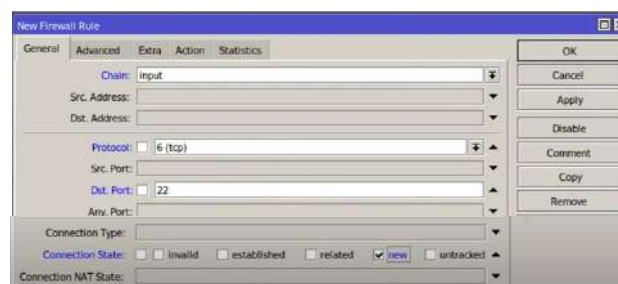 New Firewall Rule
General Advanced Extra Action Statistics
OK
Chain: input
Cancel
Src. Address:
Apply
Dst. Address:
Disable
Protocol: 6 (tcp)
Comment
Src. Port:
Copy
Dst. Port: 22
Remove
Any. Port:
Connection Type:
Connection State: invalid established related new untracked
Connection NAT State: